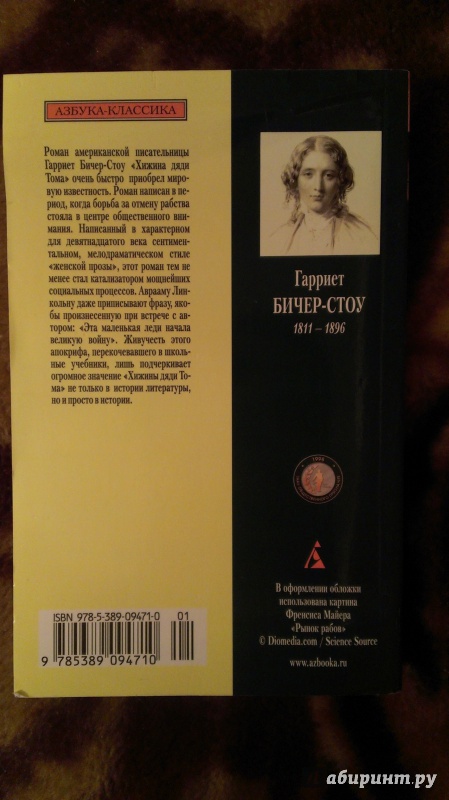 АЗБУКА-КЛАССИКА
Роман американской писательницы
Гарриет Бичер-Стоу «Хижина дяди
Тома» очень быстро приобрел миро-
вую известность. Роман написан в пе-
риод, когда борьба за отмену рабства
стояла в центре общественного вни-
мания. Написанный в характерном
для девятнадцатого века сентимен-
тальном, мелодраматическом стиле
«женской прозы», этот роман тем не
менее стал катализатором мощнейших
социальных процессов. Аврааму Лин-
кольну даже приписывают фразу, яко-
бы произнесенную при встрече с ав-
тором: «Эта маленькая леди начала
великую войну». Живучесть этого
апокрифа, перекочевавшего в школь-
ные учебники, лишь подчеркивает
огромное значение «Хижины дяди То-
ма» не только в истории литературы,
но и просто в истории.
ISBN 978-5-389-09471-0
01
9 785389 094710
Гарриет
БИЧЕР-СТОУ
1811 – 1896
В оформлении обложки
использована картина
Френсиса Майера
«Рынок рабов»
© Diomedia.com / Science Source
www.azbooka.ru
абиринт.ру